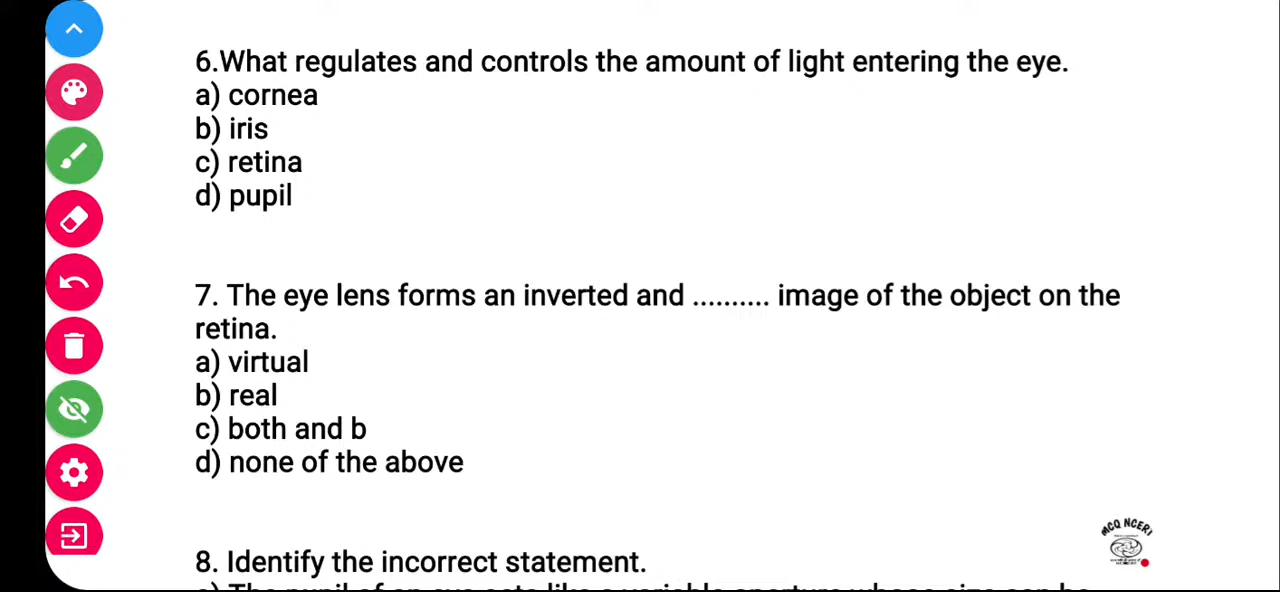 6.What regulates and controls the amount of light entering the eye.
a) cornea
b) iris
c) retina
d) pupil
7. The eye lens forms an inverted and .......... image of the object on the
retina.
a) virtual
b) real
c) both and b
d) none of the above
MCQ NCERT
8. Identify the incorrect statement.